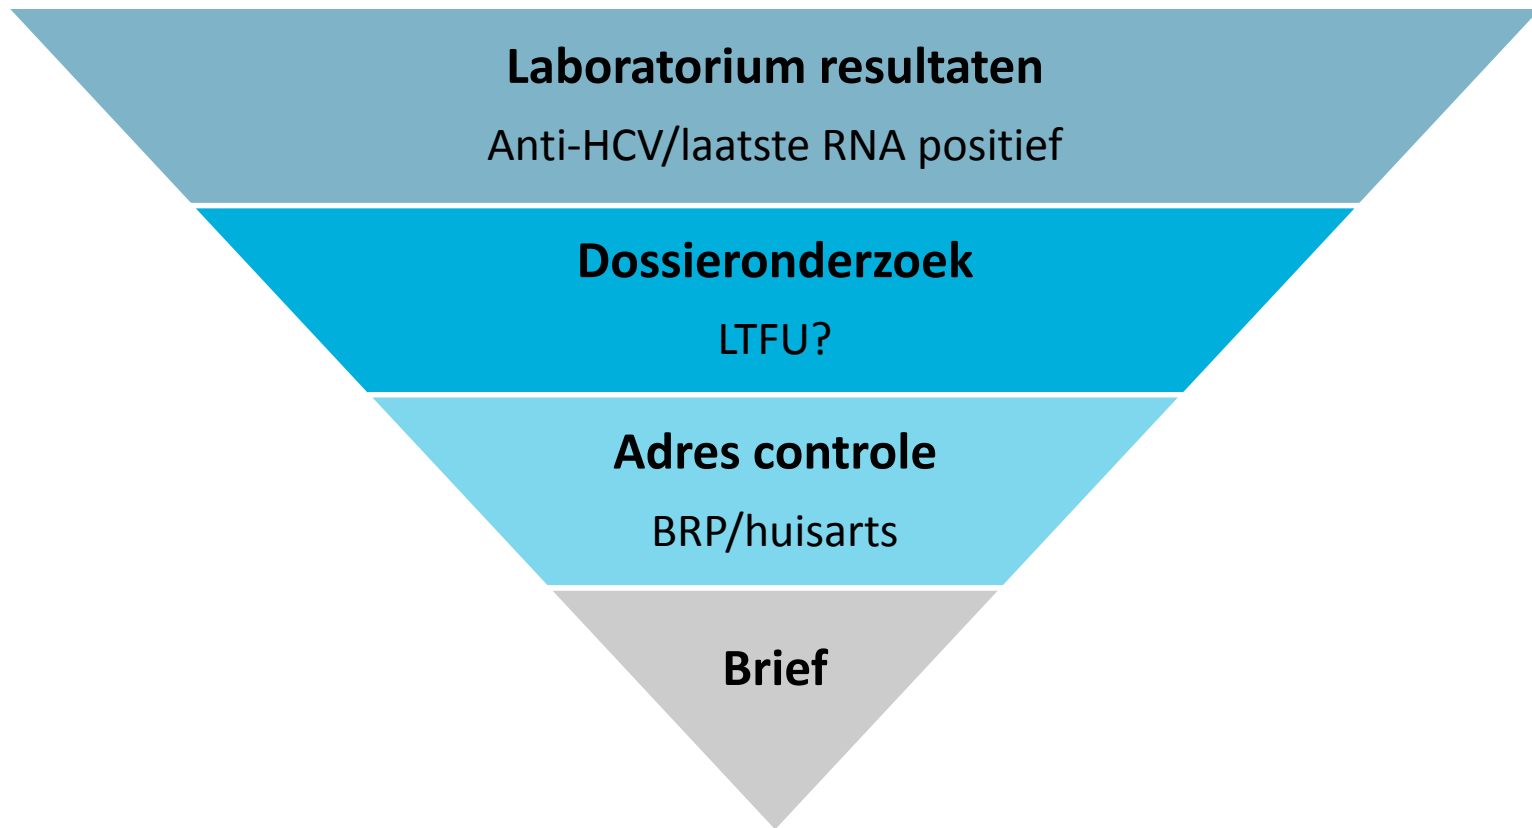 Laboratorium resultaten
Anti-HCV/laatste RNA positief
Dossieronderzoek
LTFU?
Adres controle
BRP/huisarts
Brief